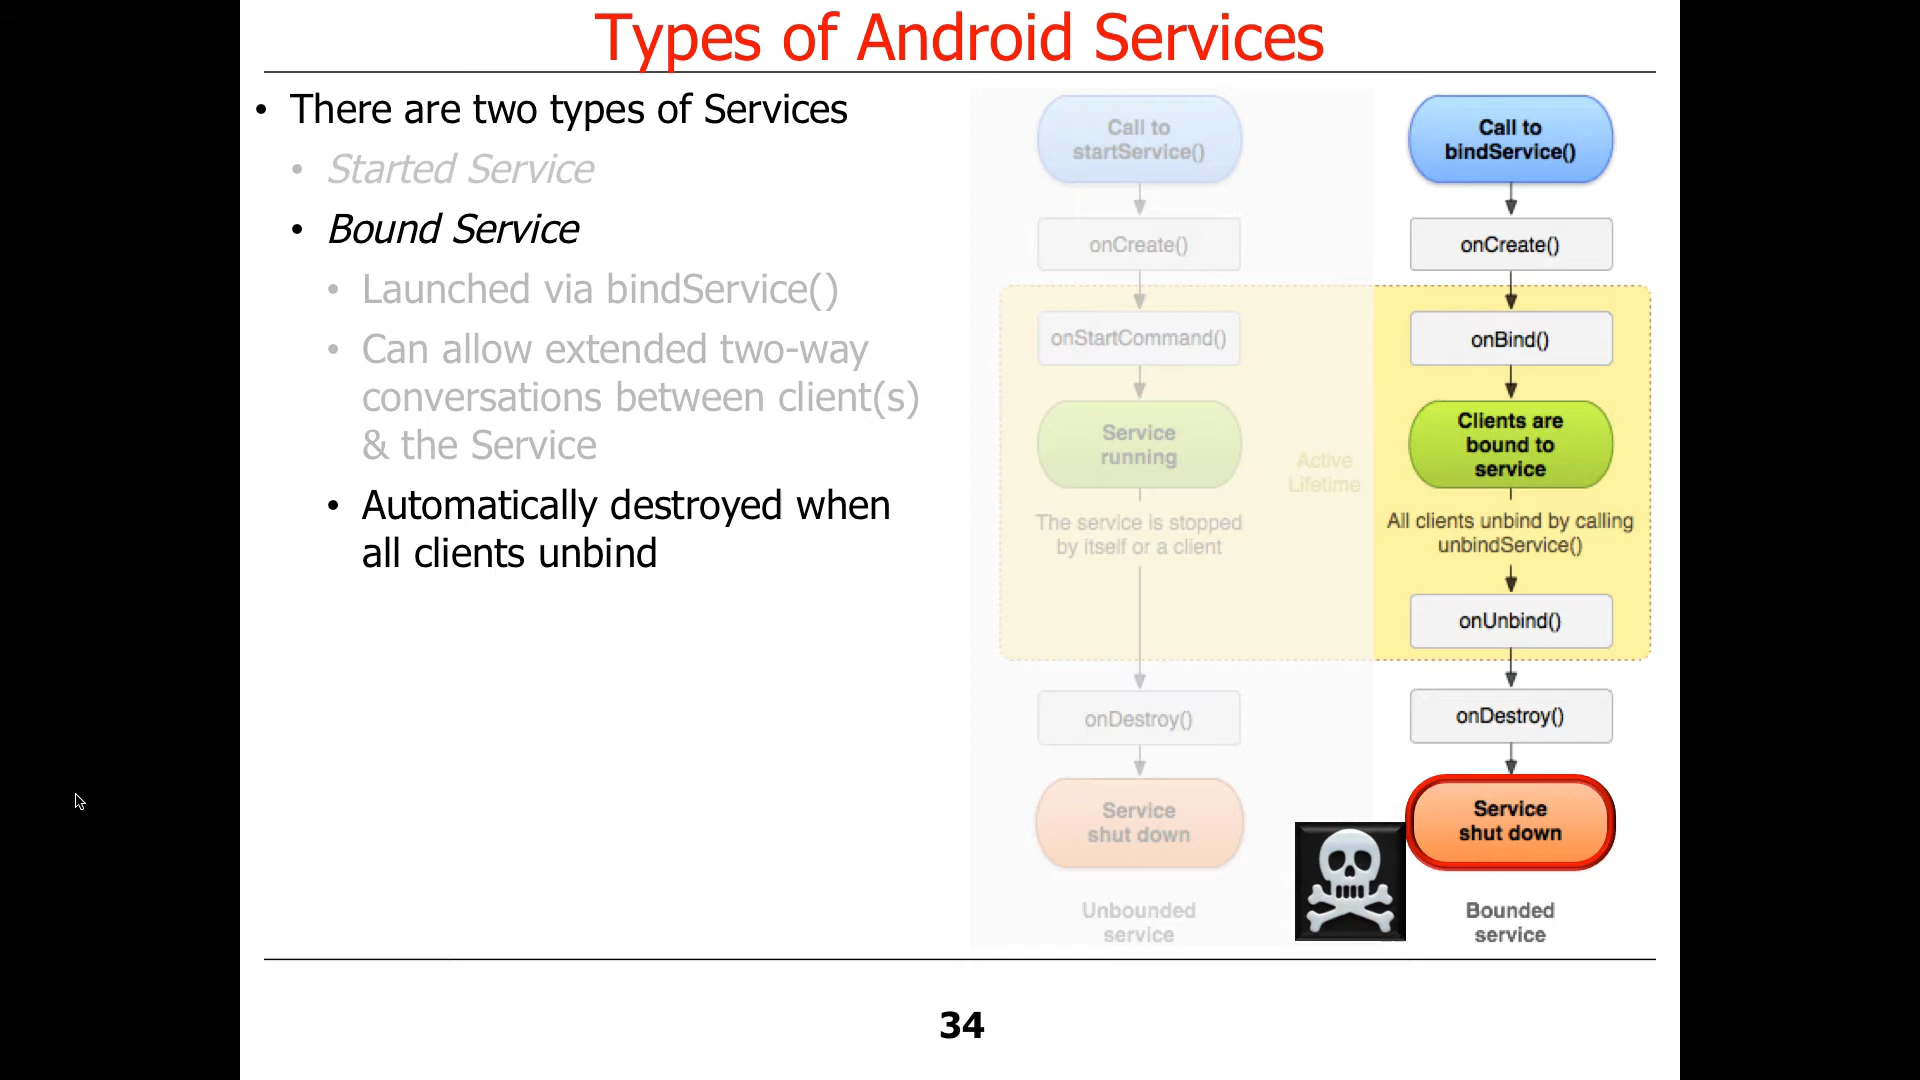 Types of Android Services
• There are two types of Services
• Started Service
• Bound Service
• Launched via bindService()
• Can allow extended two-way
conversations between client(s)
& the Service
• Automatically destroyed when
all clients unbind
Call to
startService()
onCreate()
onStartCommand()
Service
running
Active
Lifetime
The service is stopped
by itself or a client
onDestroy()
Service
shut down
Unbounded
service
Call to
bindService()
onCreate()
onBind()
Clients are
bound to
service
All clients unbind by calling
unbindService()
onUnbind()
onDestroy()
Service
shut down
Bounded
service
34